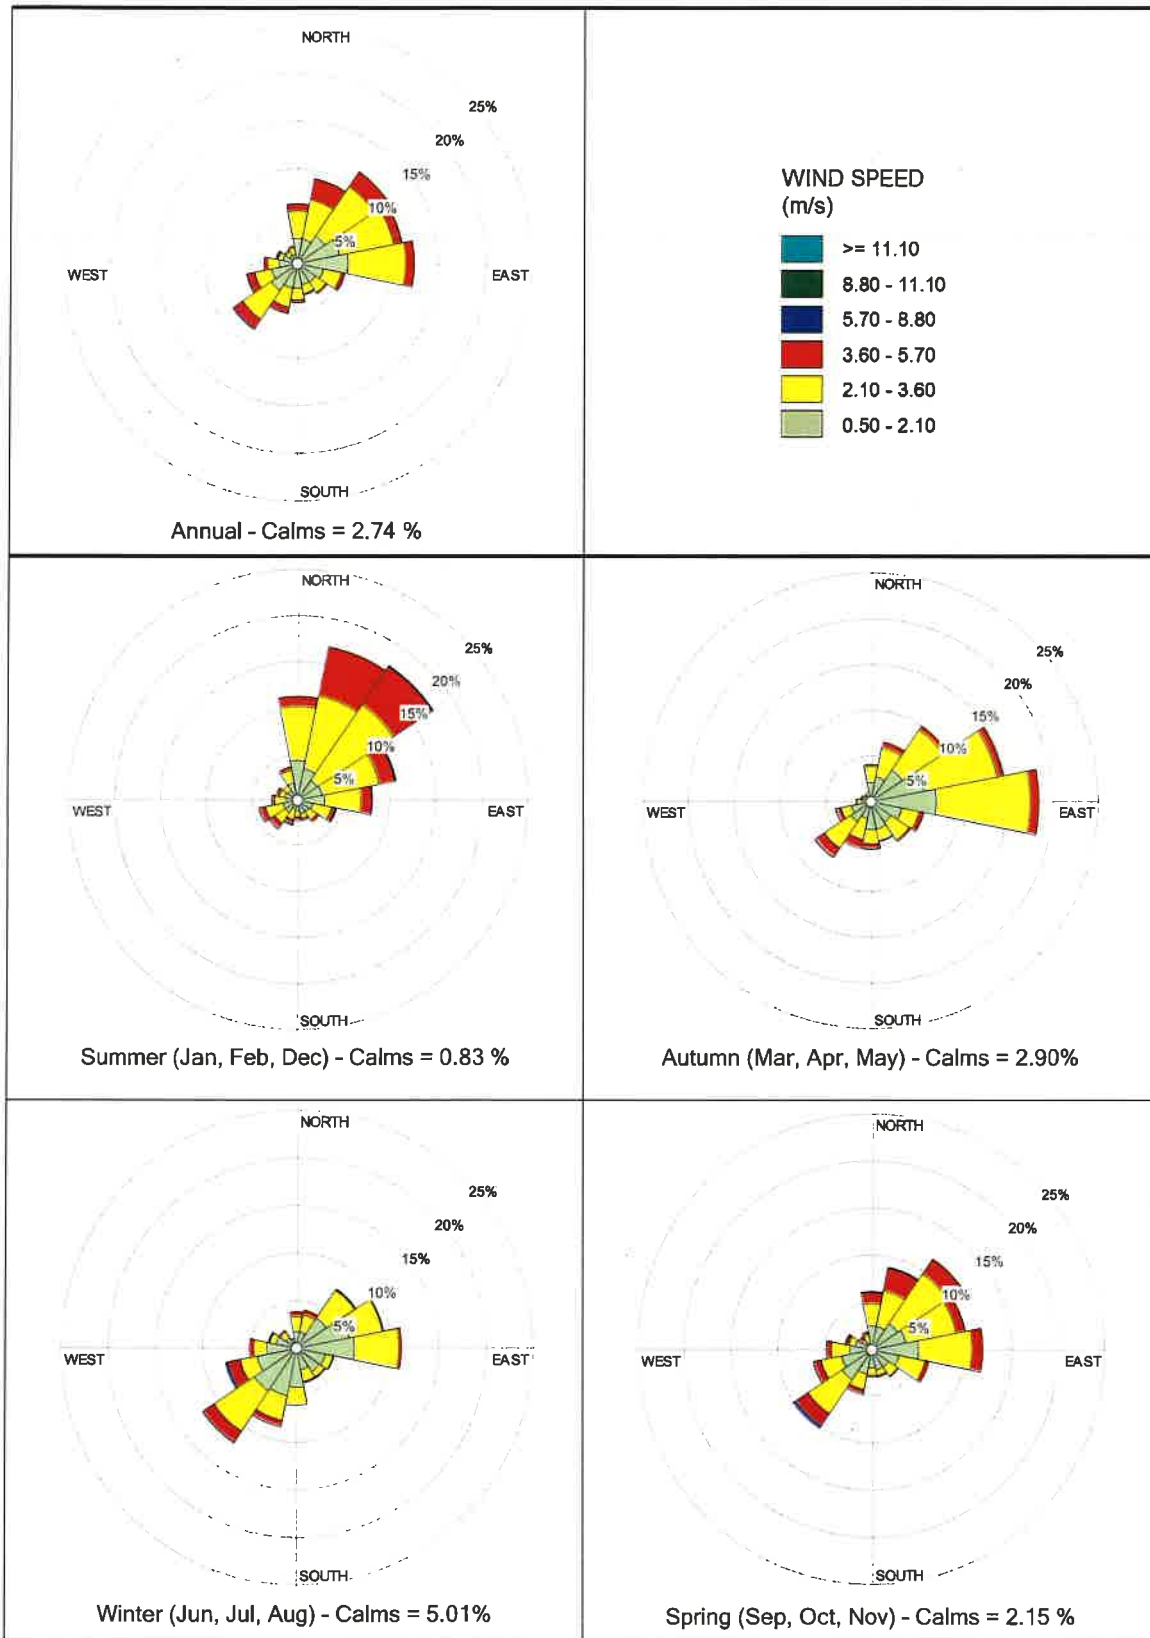 NORTH
25%
20%
15%
10%
5%
WEST
EAST
SOUTH
Annual - Calms = 2.74 %
WIND SPEED
(m/s)
>= 11.10
8.80 - 11.10
5.70 - 8.80
3.60 - 5.70
2.10 - 3.60
0.50 - 2.10
NORTH
25%
20%
15%
10%
5%
WEST
EAST
SOUTH
Summer (Jan, Feb, Dec) - Calms = 0.83 %
NORTH
25%
20%
15%
10%
5%
WEST
EAST
SOUTH
Autumn (Mar, Apr, May) - Calms = 2.90%
NORTH
25%
20%
15%
10%
5%
WEST
EAST
SOUTH
Winter (Jun, Jul, Aug) - Calms = 5.01%
NORTH
25%
20%
15%
10%
5%
WEST
EAST
SOUTH
Spring (Sep, Oct, Nov) - Calms = 2.15 %